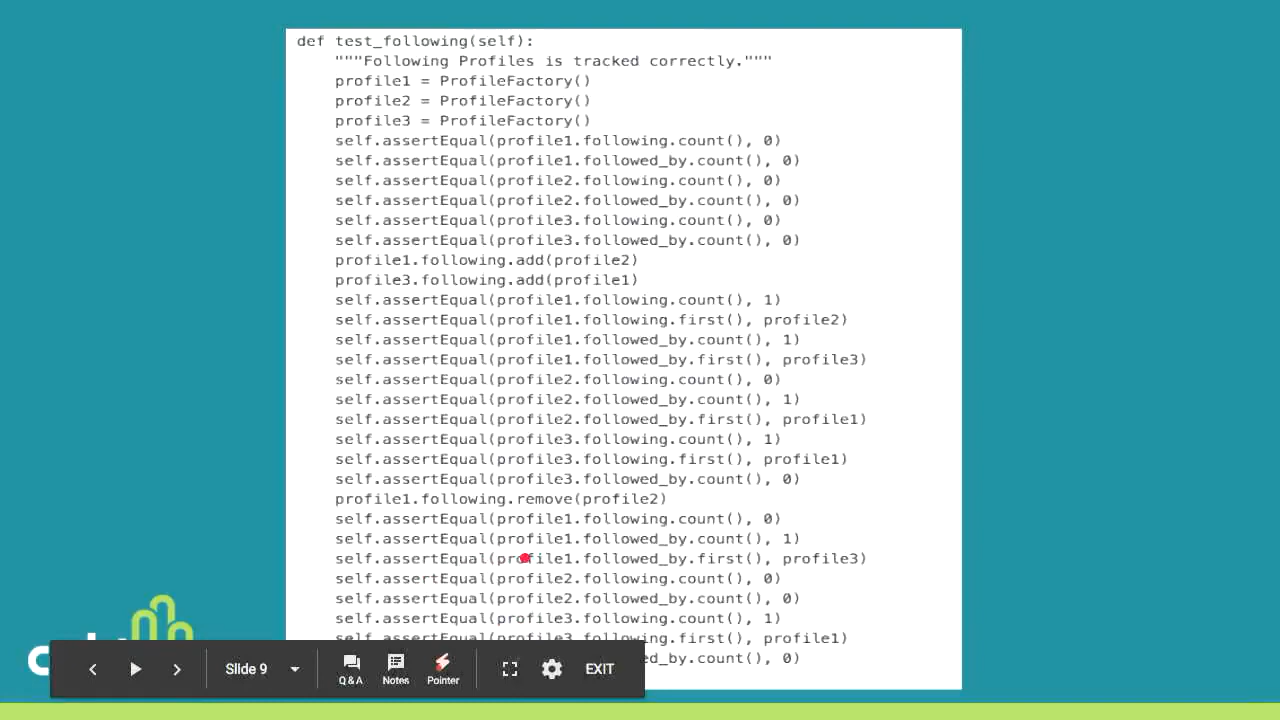 def test_following(self):
"""Following Profiles is tracked correctly."""
profile1 = ProfileFactory()
profile2 = ProfileFactory()
profile3 = ProfileFactory()
self.assertEqual(profile1.following.count(), 0)
self.assertEqual(profile1.followed_by.count(), 0)
self.assertEqual(profile2.following.count(), 0)
self.assertEqual(profile2.followed_by.count(), 0)
self.assertEqual(profile3.following.count(), 0)
self.assertEqual(profile3.followed_by.count(), 0)
profile1.following.add(profile2)
profile3.following.add(profile1)
self.assertEqual(profile1.following.count(), 1)
self.assertEqual(profile1.following.first(), profile2)
self.assertEqual(profile1.followed_by.count(), 1)
self.assertEqual(profile1.followed_by.first(), profile3)
self.assertEqual(profile2.following.count(), 0)
self.assertEqual(profile2.followed_by.count(), 1)
self.assertEqual(profile2.followed_by.first(), profile1)
self.assertEqual(profile3.following.count(), 1)
self.assertEqual(profile3.following.first(), profile1)
self.assertEqual(profile3.followed_by.count(), 0)
profile1.following.remove(profile2)
self.assertEqual(profile1.following.count(), 0)
self.assertEqual(profile1.followed_by.count(), 1)
self.assertEqual(profile1.followed_by.first(), profile3)
self.assertEqual(profile2.following.count(), 0)
self.assertEqual(profile2.followed_by.count(), 0)
self.assertEqual(profile3.following.count(), 1)
self.assertEqual(profile3.following.first(), profile1)
ed_by.count(), 0)
Slide 9
Q&A
Notes
Pointer
EXIT